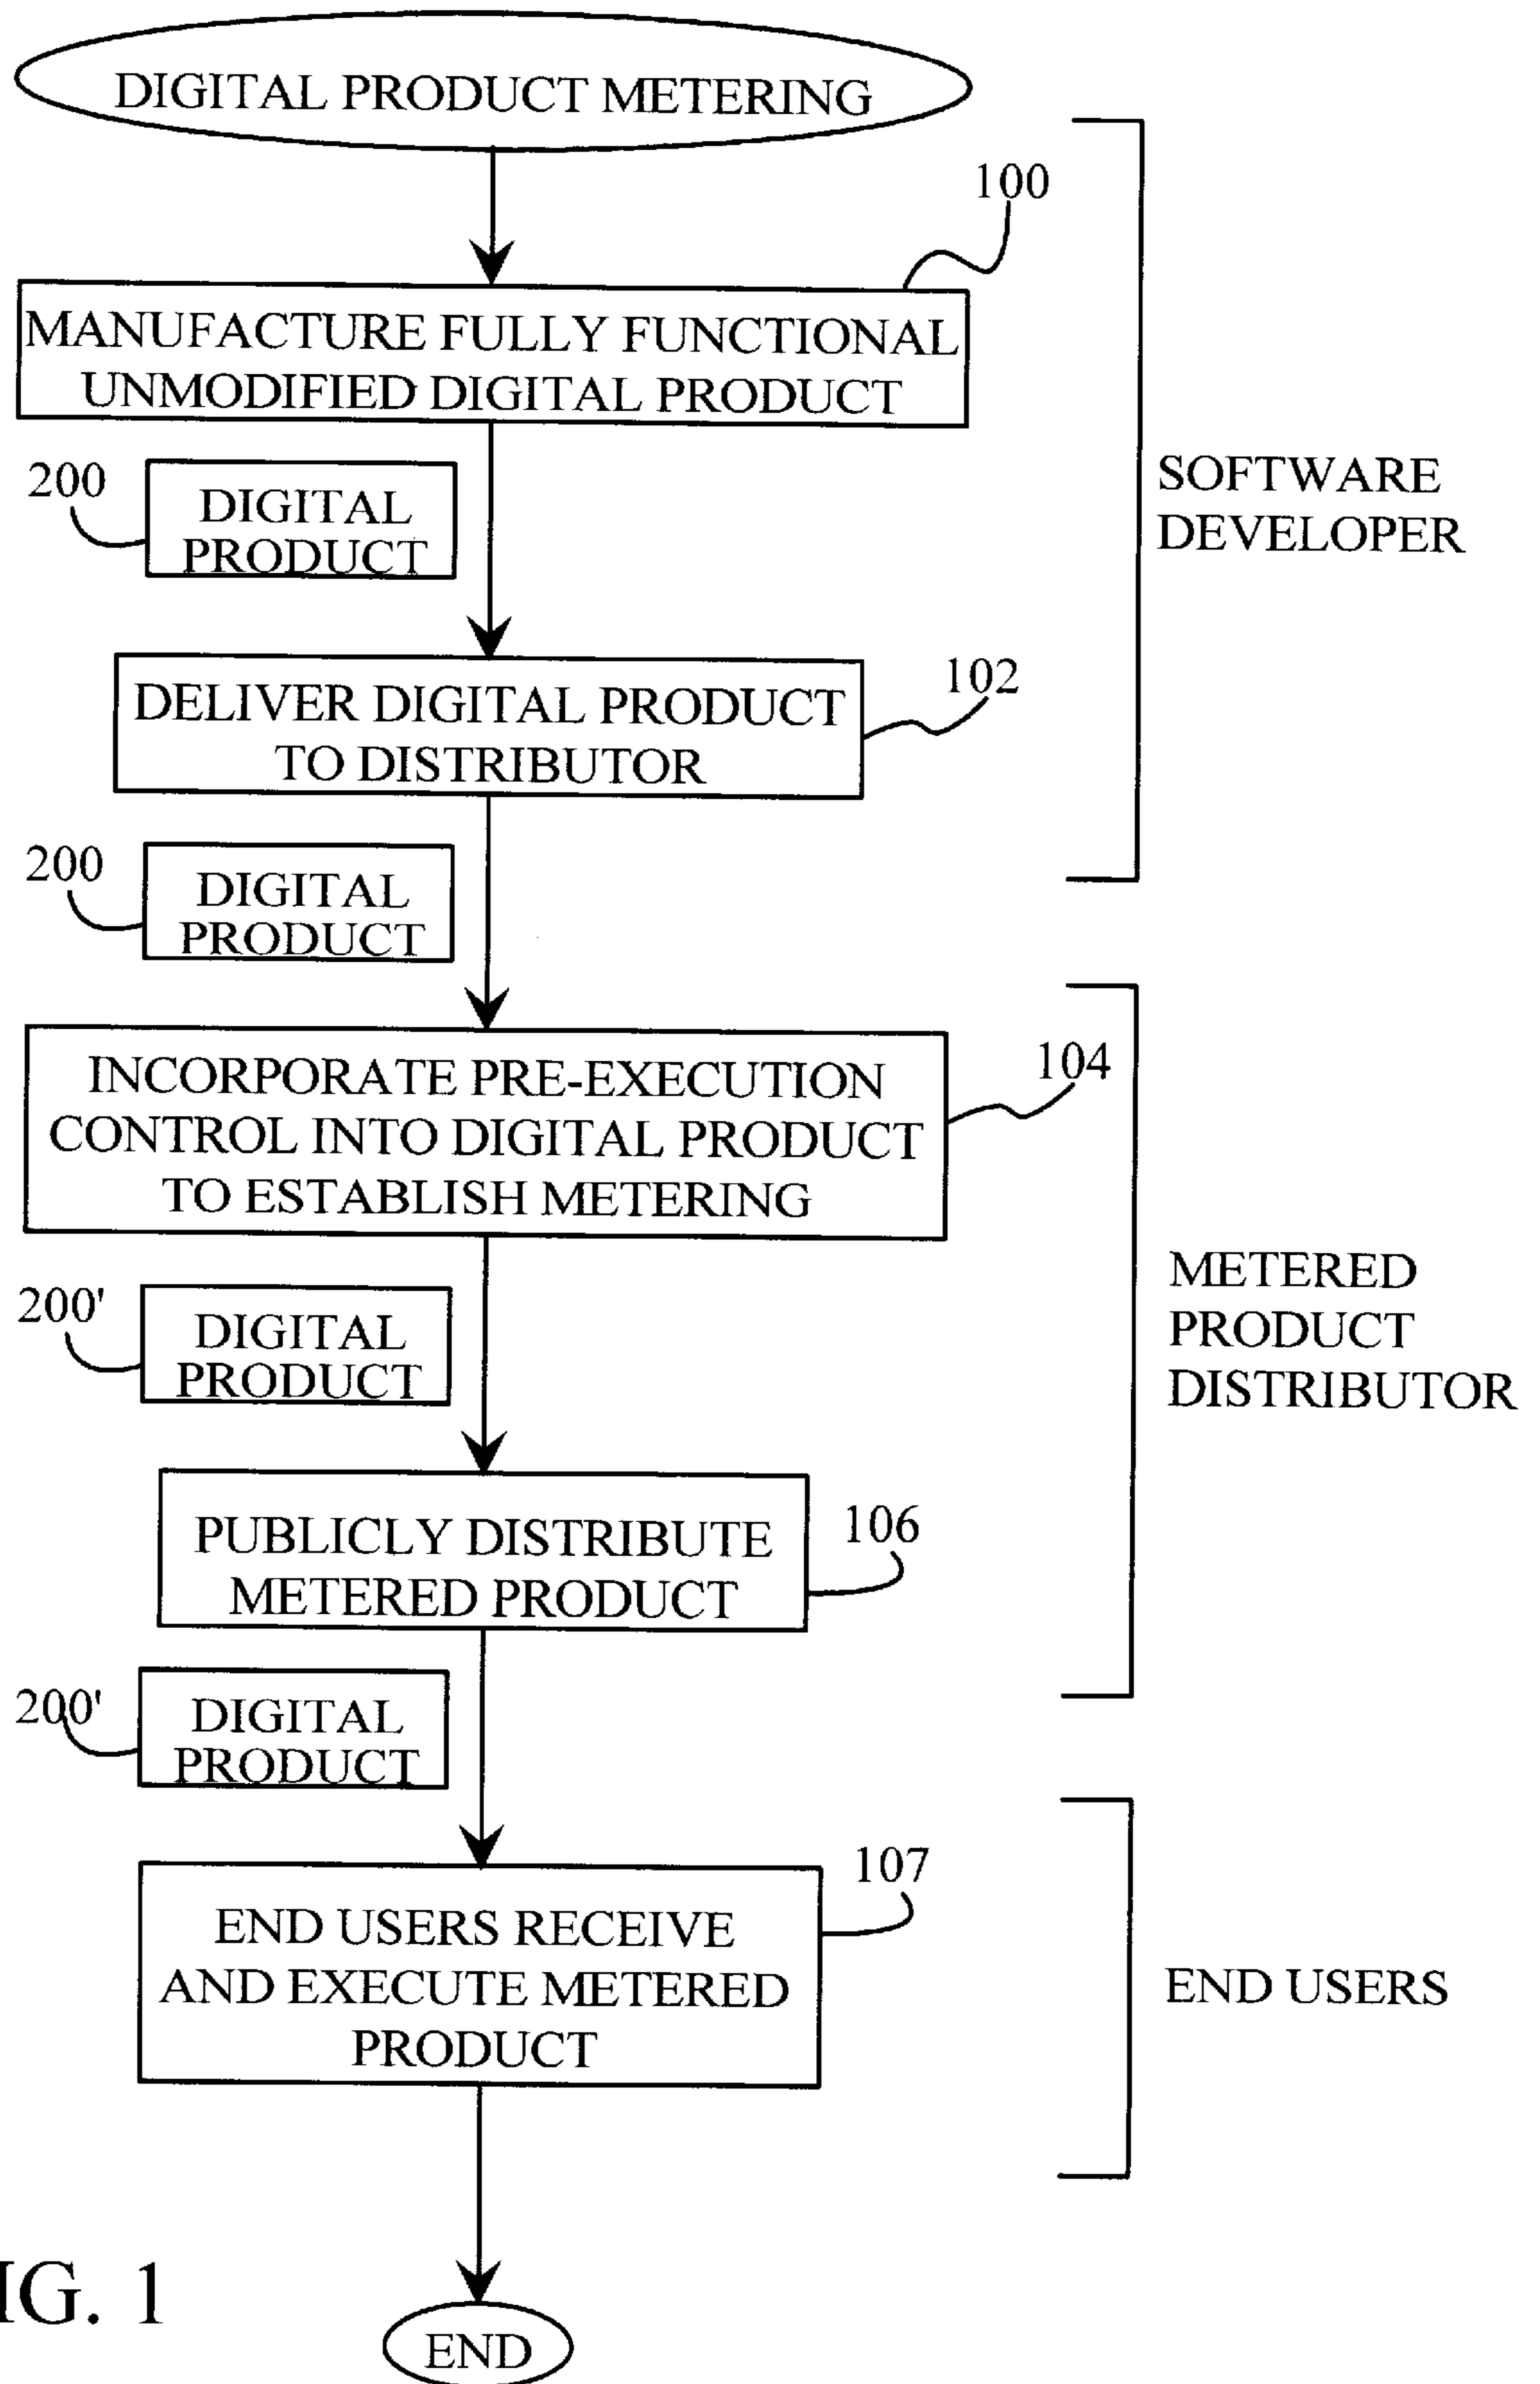 DIGITAL PRODUCT METERING
100
MANUFACTURE FULLY FUNCTIONAL
UNMODIFIED DIGITAL PRODUCT
200
DIGITAL
PRODUCT
SOFTWARE
DEVELOPER
102
DELIVER DIGITAL PRODUCT
TO DISTRIBUTOR
200
DIGITAL
PRODUCT
104
INCORPORATE PRE-EXECUTION
CONTROL INTO DIGITAL PRODUCT
TO ESTABLISH METERING
METERED
PRODUCT
DISTRIBUTOR
200'
DIGITAL
PRODUCT
106
PUBLICLY DISTRIBUTE
METERED PRODUCT
200'
DIGITAL
PRODUCT
107
END USERS RECEIVE
AND EXECUTE METERED
PRODUCT
END USERS
IG. 1
END